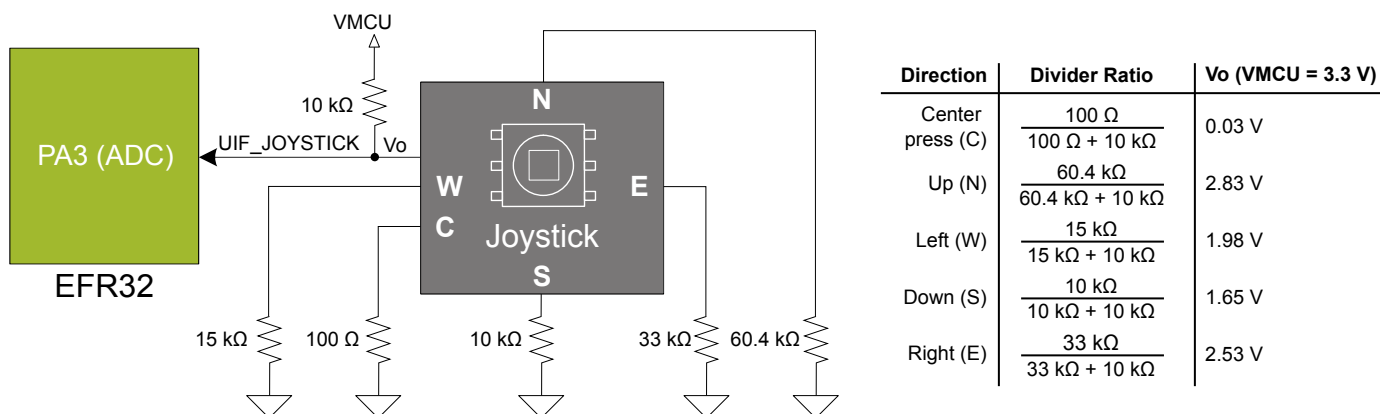 VMCU
10 kΩ
PA3 (ADC)
UIF_JOYSTICK
Vo
EFR32
N
W
E
C
Joystick
S
15 kΩ
100 Ω
10 kΩ
33 kΩ
60.4 kΩ
Direction
Divider Ratio
Vo (VMCU = 3.3 V)
Center
press (C)
100 Ω
100 Ω + 10 kΩ
0.03 V
Up (N)
60.4 kΩ
60.4 kΩ + 10 kΩ
2.83 V
Left (W)
15 kΩ
15 kΩ + 10 kΩ
1.98 V
Down (S)
10 kΩ
10 kΩ + 10 kΩ
1.65 V
Right (E)
33 kΩ
33 kΩ + 10 kΩ
2.53 V